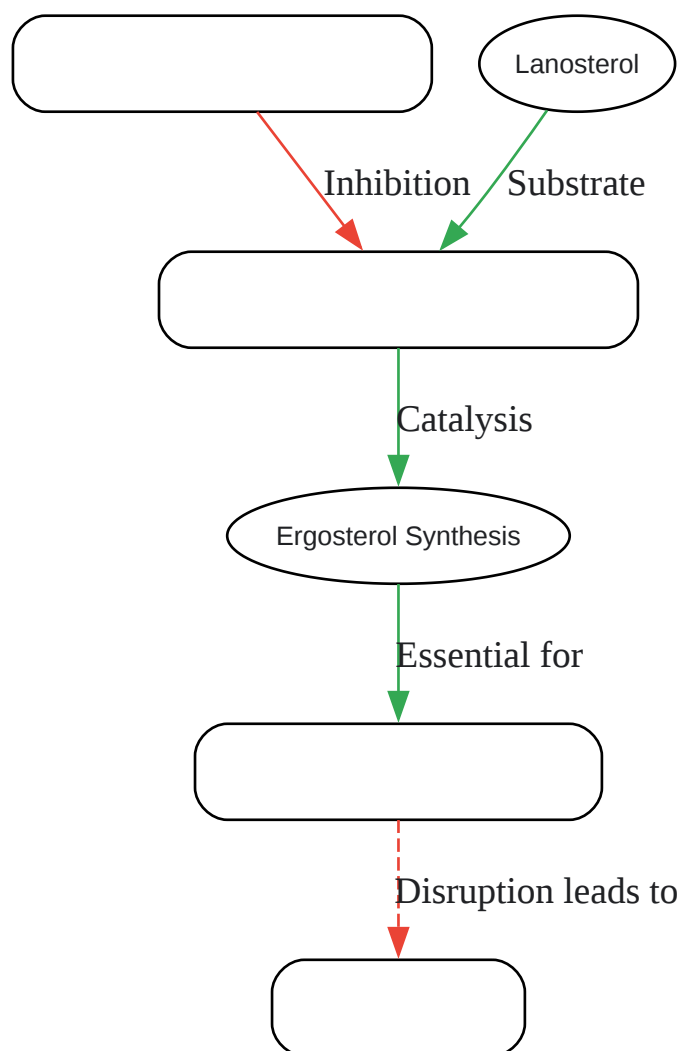 Lanosterol
Inhibition
Substrate
Catalysis
Ergosterol Synthesis
Essential for
Disruption leads to